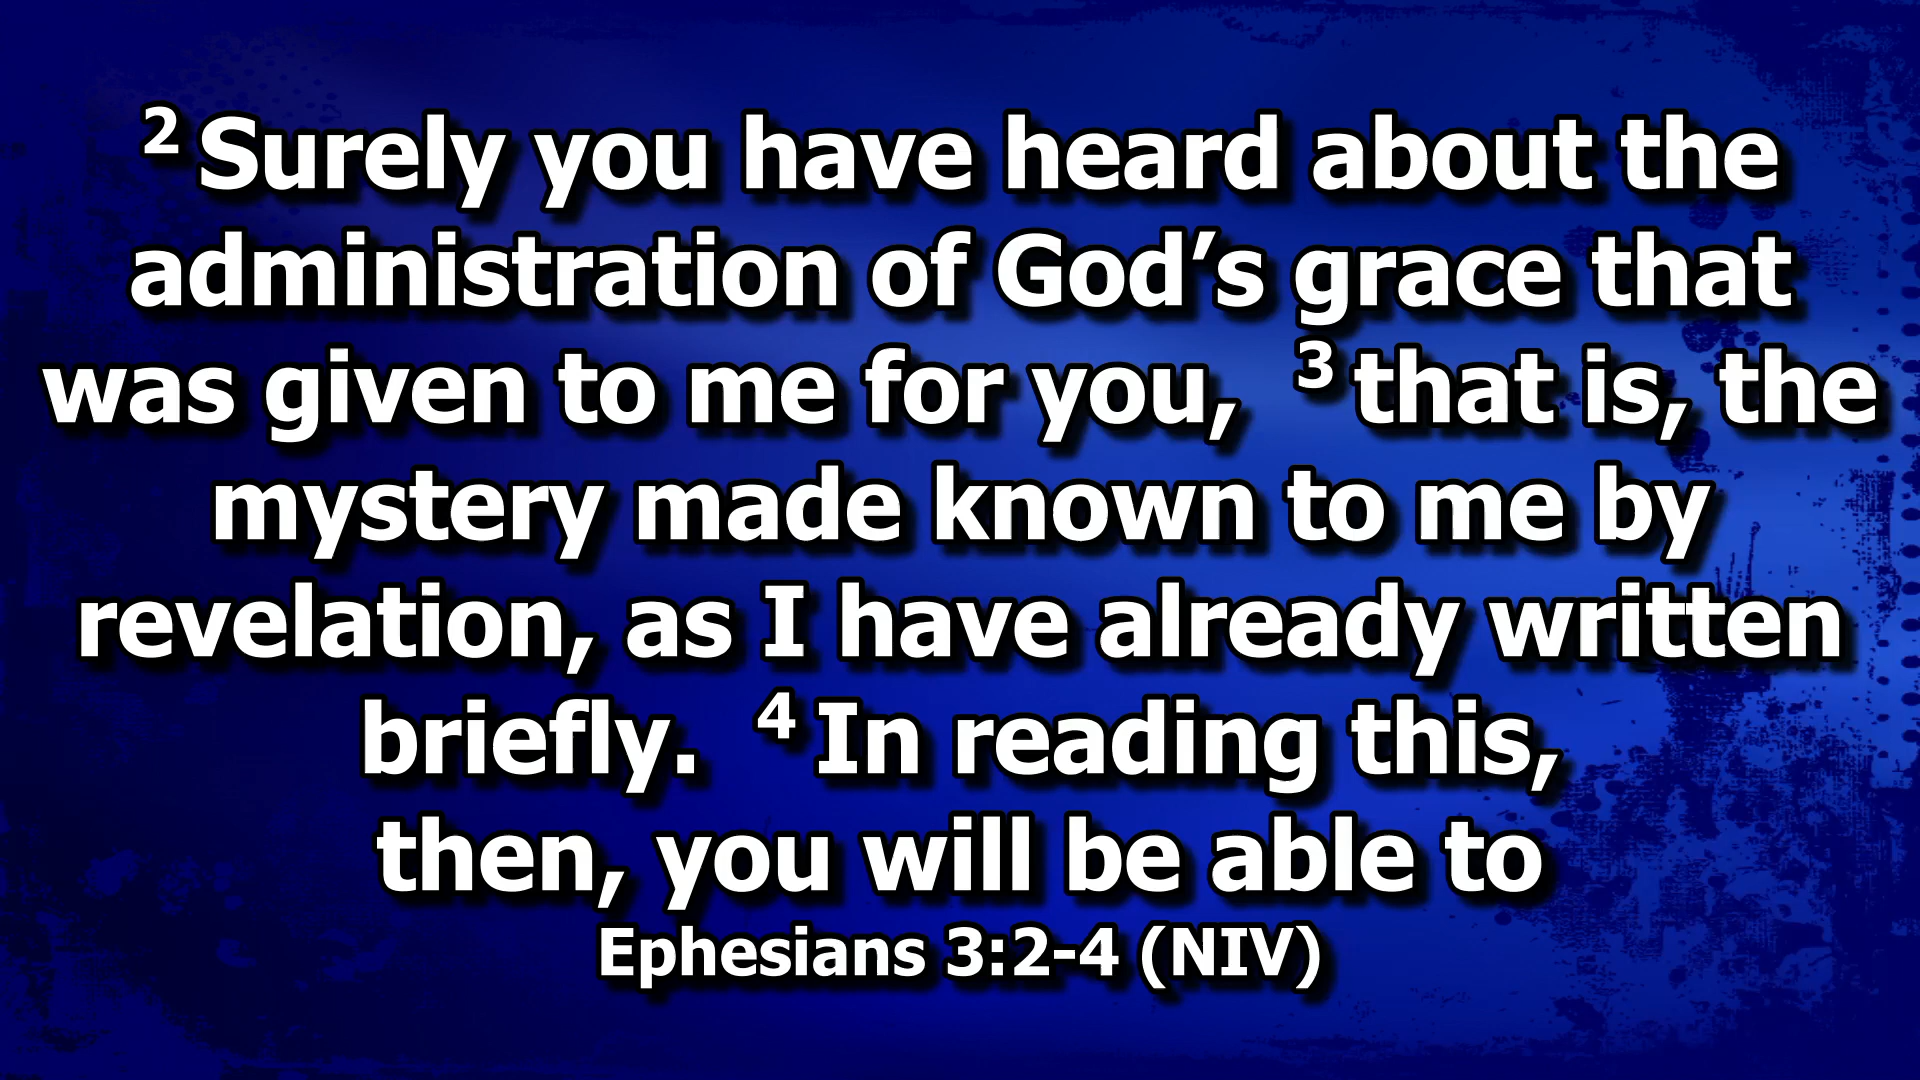 2 Surely you have heard about the
administration of God’s grace that
was given to me for you, 3 that is, the
mystery made known to me by
revelation, as I have already written
briefly. 4 In reading this,
then, you will be able to
Ephesians 3:2-4 (NIV)